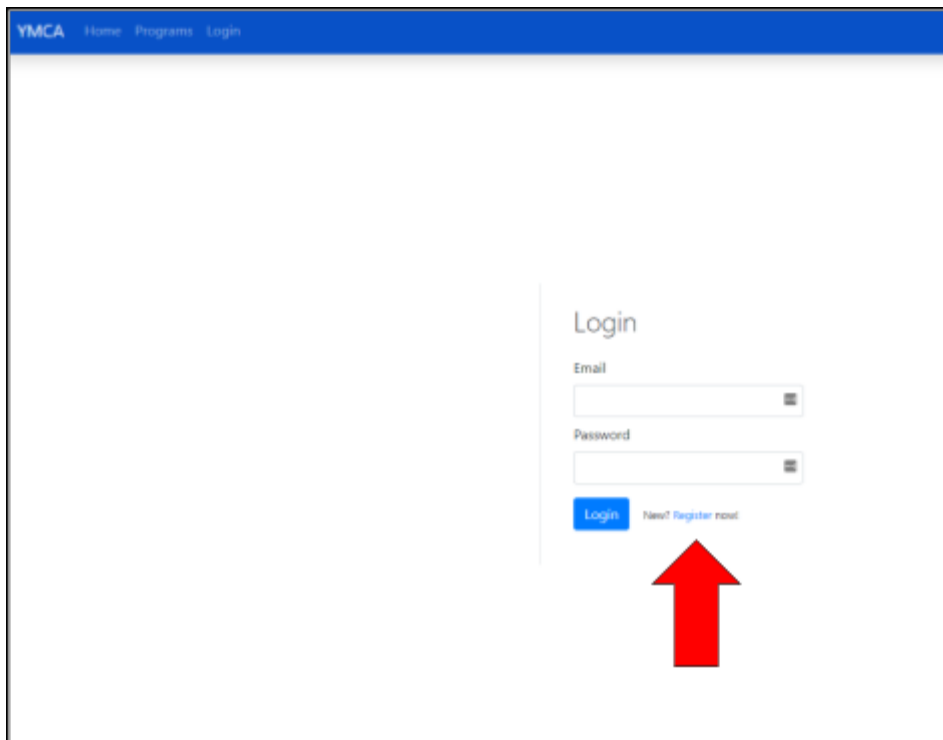 YMCA Home Programs Login
Login
Email
Password
Login New? Register now!